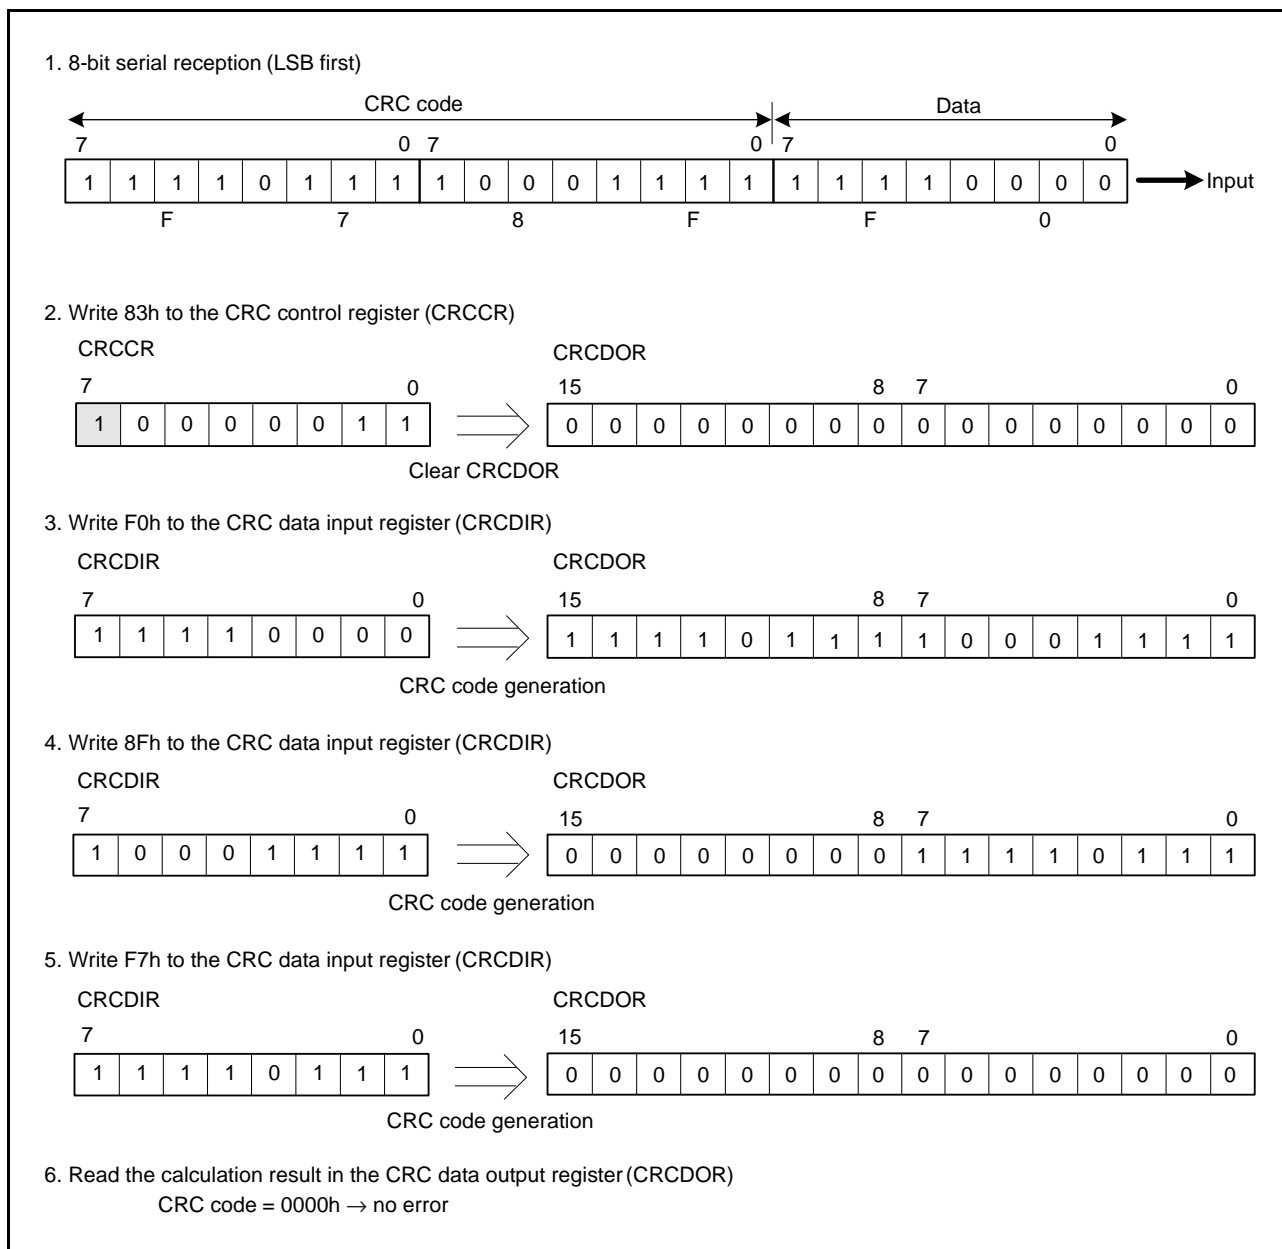 1. 8-bit serial reception (LSB first)
CRC code Data
7 0 7 0 7 0
1 1 1 1 0 1 1 1 1 0 0 0 1 1 1 1 1 1 1 1 0 0 0 0 Input
F 7 8 F F 0
2. Write 83h to the CRC control register (CRCCR)
CRCCR CRCDOR
7 0 15 8 7 0
1 0 0 0 0 0 1 1 0 0 0 0 0 0 0 0 0 0 0 0 0 0 0 0
Clear CRCDOR
3. Write F0h to the CRC data input register (CRCDIR)
CRCDIR CRCDOR
7 0 15 8 7 0
1 1 1 1 0 0 0 0 1 1 1 1 0 1 1 1 1 0 0 0 1 1 1 1
CRC code generation
4. Write 8Fh to the CRC data input register (CRCDIR)
CRCDIR CRCDOR
7 0 15 8 7 0
1 0 0 0 1 1 1 1 0 0 0 0 0 0 0 0 1 1 1 1 0 1 1 1
CRC code generation
5. Write F7h to the CRC data input register (CRCDIR)
CRCDIR CRCDOR
7 0 15 8 7 0
1 1 1 1 0 1 1 1 0 0 0 0 0 0 0 0 0 0 0 0 0 0 0 0
CRC code generation
6. Read the calculation result in the CRC data output register (CRCDOR)
CRC code = 0000h → no error